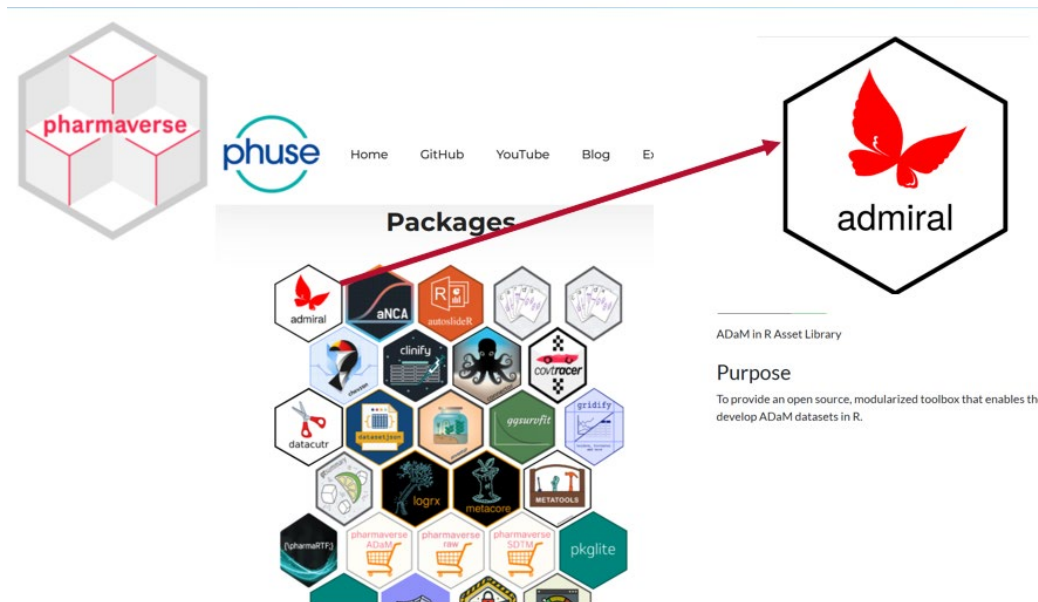 pharmaverse
phuse
Home GitHub YouTube Blog Ex
Packages
admiral
aNCA
autoslideR
clinify
covtracer
datacutr
datasetjson
ggsurvfit
gridify
gtsummary
logrx
metacore
METATOOLS
{\pharmaRTF;}
pharmaverse
ADaM
pharmaverse
raw
pharmaverse
SDTM
pkglite
admiral
ADaM in R Asset Library
Purpose
To provide an open source, modularized toolbox that enables th
develop ADaM datasets in R.